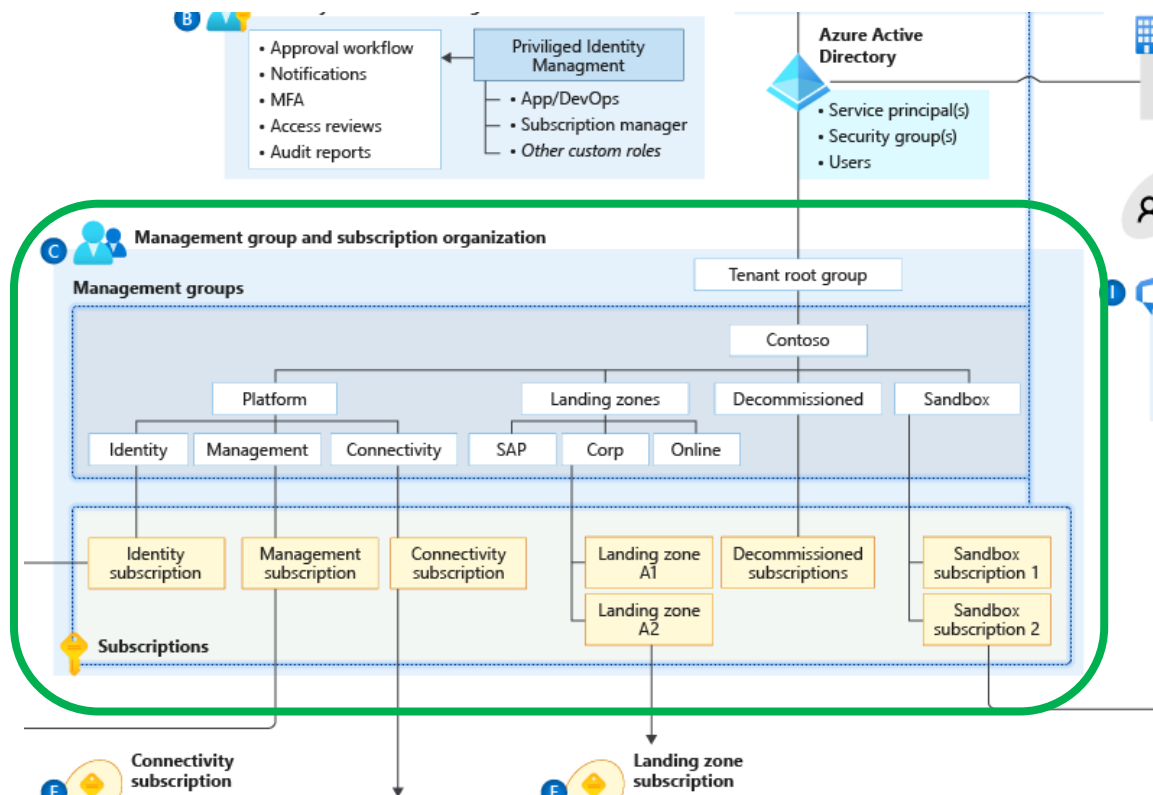 B
• Approval workflow
• Notifications
• MFA
• Access reviews
• Audit reports
Priviliged Identity
Managment
• App/DevOps
• Subscription manager
• Other custom roles
Azure Active
Directory
• Service principal(s)
• Security group(s)
• Users
C
Management group and subscription organization
Management groups
Tenant root group
I
Contoso
Platform
Landing zones
Decommissioned
Sandbox
Identity
Management
Connectivity
SAP
Corp
Online
Identity
subscription
Management
subscription
Connectivity
subscription
Landing zone
A1
Decommissioned
subscriptions
Sandbox
subscription 1
Landing zone
A2
Sandbox
subscription 2
Subscriptions
Connectivity
subscription
Landing zone
subscription